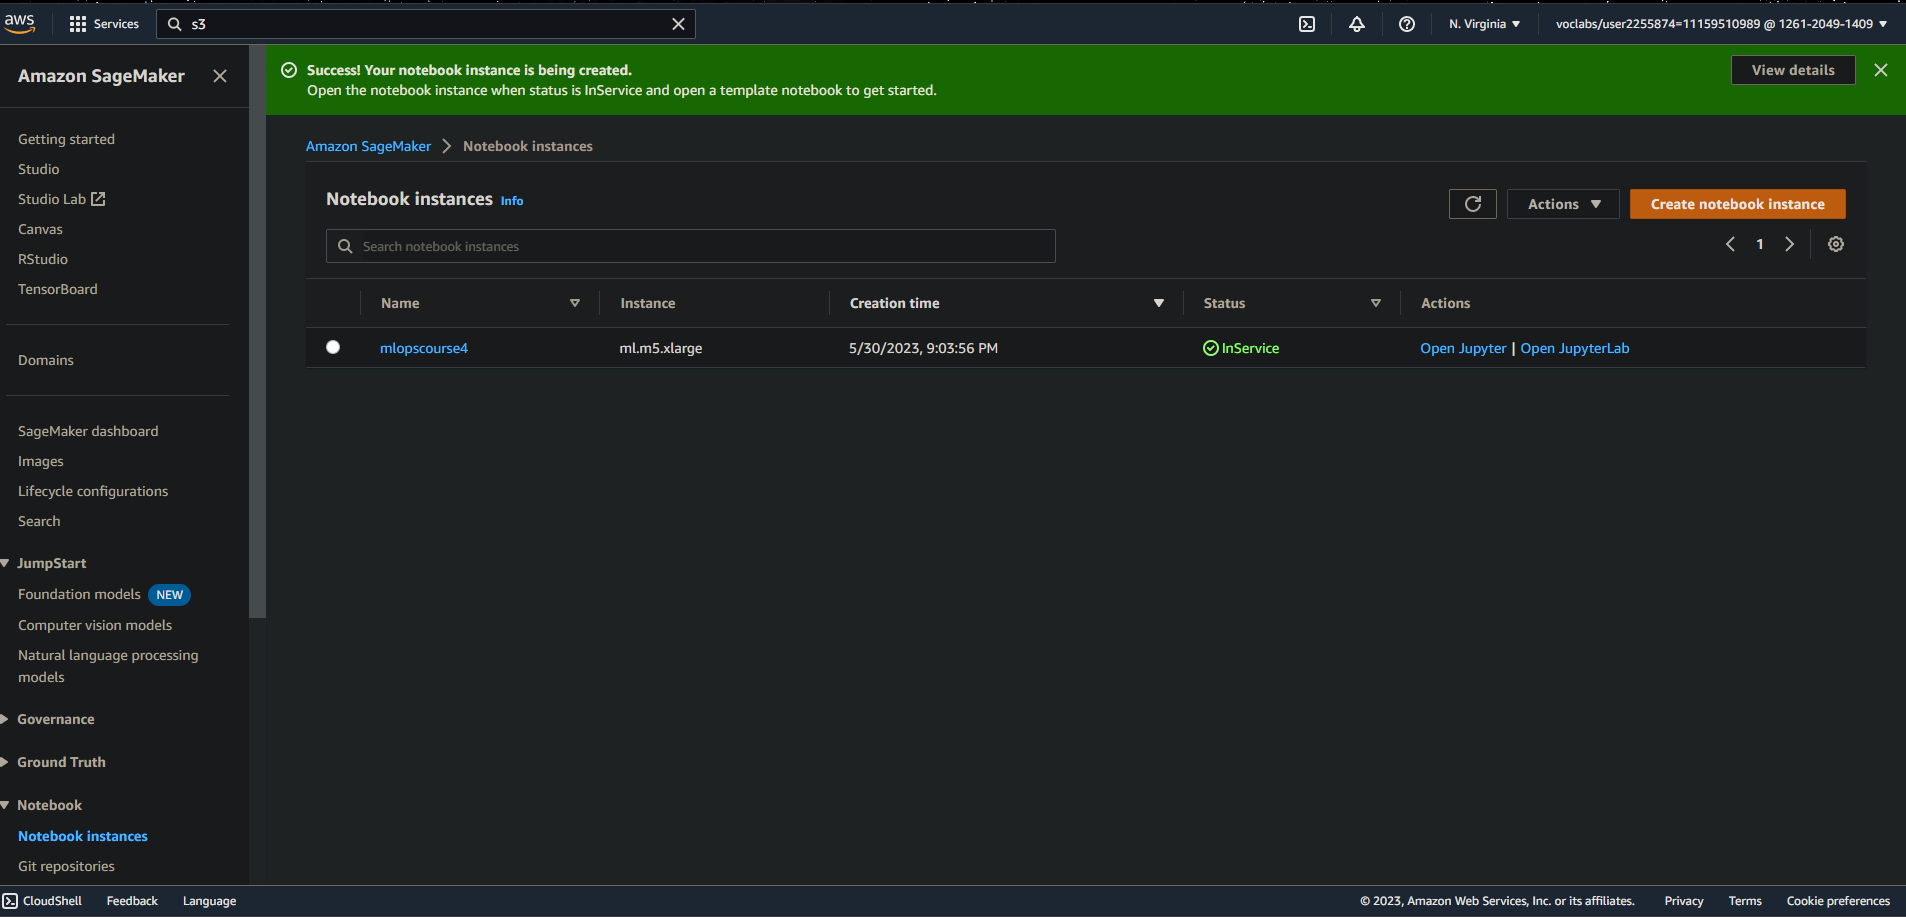 aws
Services
s3
N. Virginia
voclabs/user2255874=11159510989 @ 1261-2049-1409
Amazon SageMaker
Getting started
Studio
Studio Lab
Canvas
RStudio
TensorBoard
Domains
SageMaker dashboard
Images
Lifecycle configurations
Search
JumpStart
Foundation models NEW
Computer vision models
Natural language processing
models
Governance
Ground Truth
Notebook
Notebook instances
Git repositories
Success! Your notebook instance is being created.
Open the notebook instance when status is InService and open a template notebook to get started.
View details
Amazon SageMaker Notebook instances
Notebook instances Info
Actions
Create notebook instance
Search notebook instances
1
Name Instance Creation time Status Actions
mlopscourse4 ml.m5.xlarge 5/30/2023, 9:03:56 PM InService Open Jupyter | Open JupyterLab
CloudShell Feedback Language
© 2023, Amazon Web Services, Inc. or its affiliates. Privacy Terms Cookie preferences